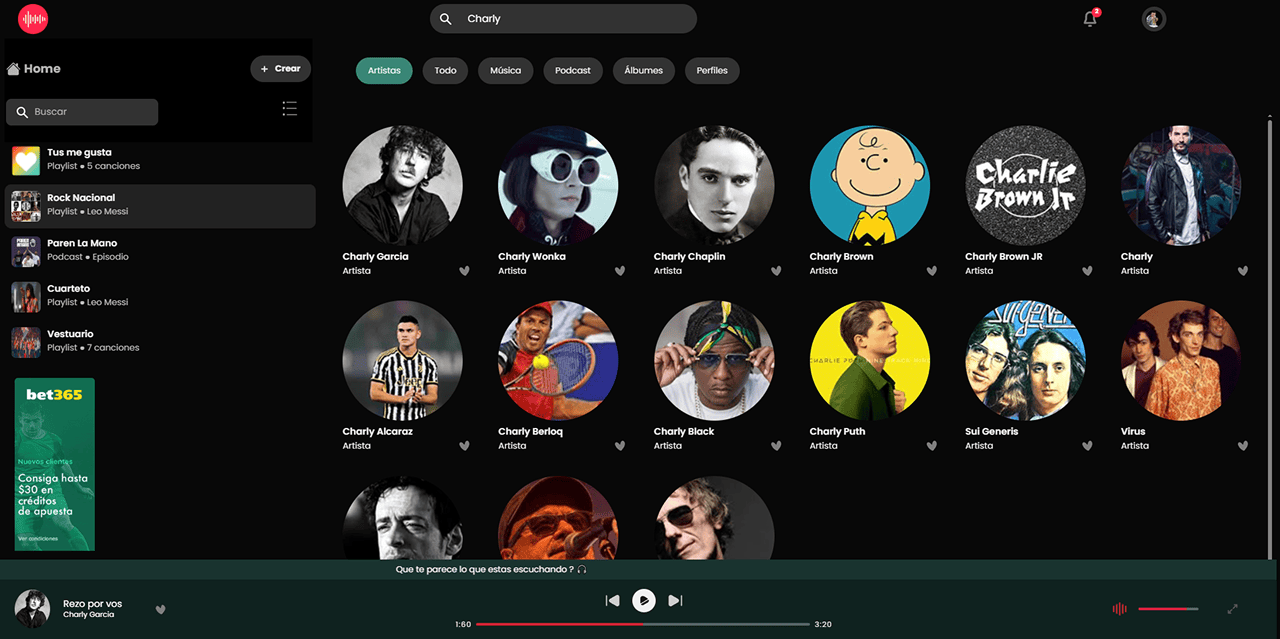 Charly
2
Home
+ Crear
Buscar
Artistas
Todo
Música
Podcast
Álbumes
Perfiles
Tus me gusta
Playlist ● 5 canciones
Rock Nacional
Playlist ● Leo Messi
Paren La Mano
Podcast ● Episodio
Cuarteto
Playlist ● Leo Messi
Vestuario
Playlist ● 7 canciones
bet365
Nuevos clientes
Consiga hasta
$30 en
créditos
de apuesta
Ver condiciones
Charlie
Brown Jr
Charly Garcia
Artista
Charly Wonka
Artista
Charly Chaplin
Artista
Charly Brown
Artista
Charly Brown JR
Artista
Charly
Artista
CHARLIE PUTH
Sui Generis
Charly Alcaraz
Artista
Charly Berloq
Artista
Charly Black
Artista
Charly Puth
Artista
Sui Generis
Artista
Virus
Artista
Que te parece lo que estas escuchando ?
Rezo por vos
Charly Garcia
1:60
3:20